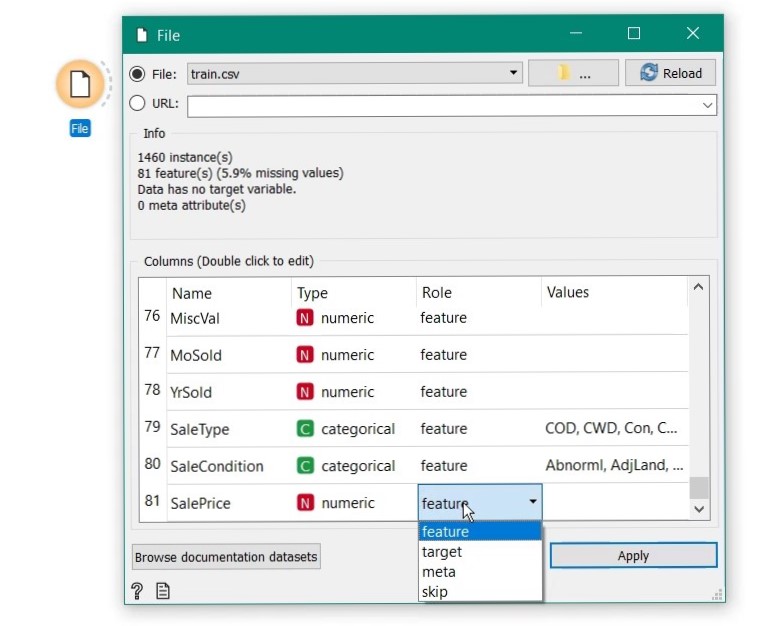 File
File
File: train.csv ... Reload
URL:
Info
1460 instance(s)
81 feature(s) (5.9% missing values)
Data has no target variable.
0 meta attribute(s)
Columns (Double click to edit)
Name Type Role Values
76 MiscVal N numeric feature
77 MoSold N numeric feature
78 YrSold N numeric feature
79 SaleType C categorical feature COD, CWD, Con, C...
80 SaleCondition C categorical feature Abnorml, AdjLand, ...
81 SalePrice N numeric feature
feature
target
meta
skip
Browse documentation datasets Apply
?